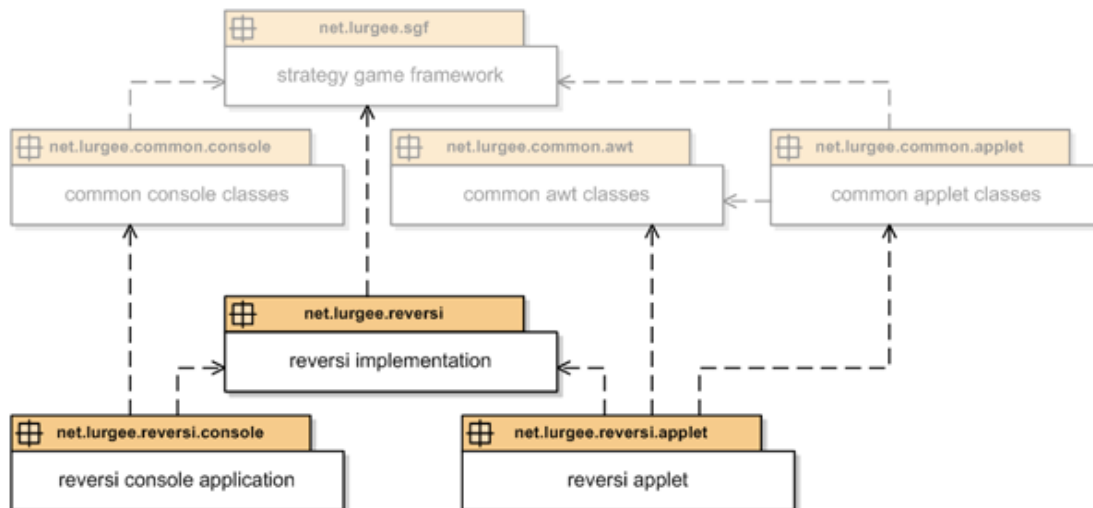 net.lurgee.sgf
strategy game framework
net.lurgee.common.console
common console classes
net.lurgee.common.awt
common awt classes
net.lurgee.common.applet
common applet classes
net.lurgee.reversi
reversi implementation
net.lurgee.reversi.console
reversi console application
net.lurgee.reversi.applet
reversi applet